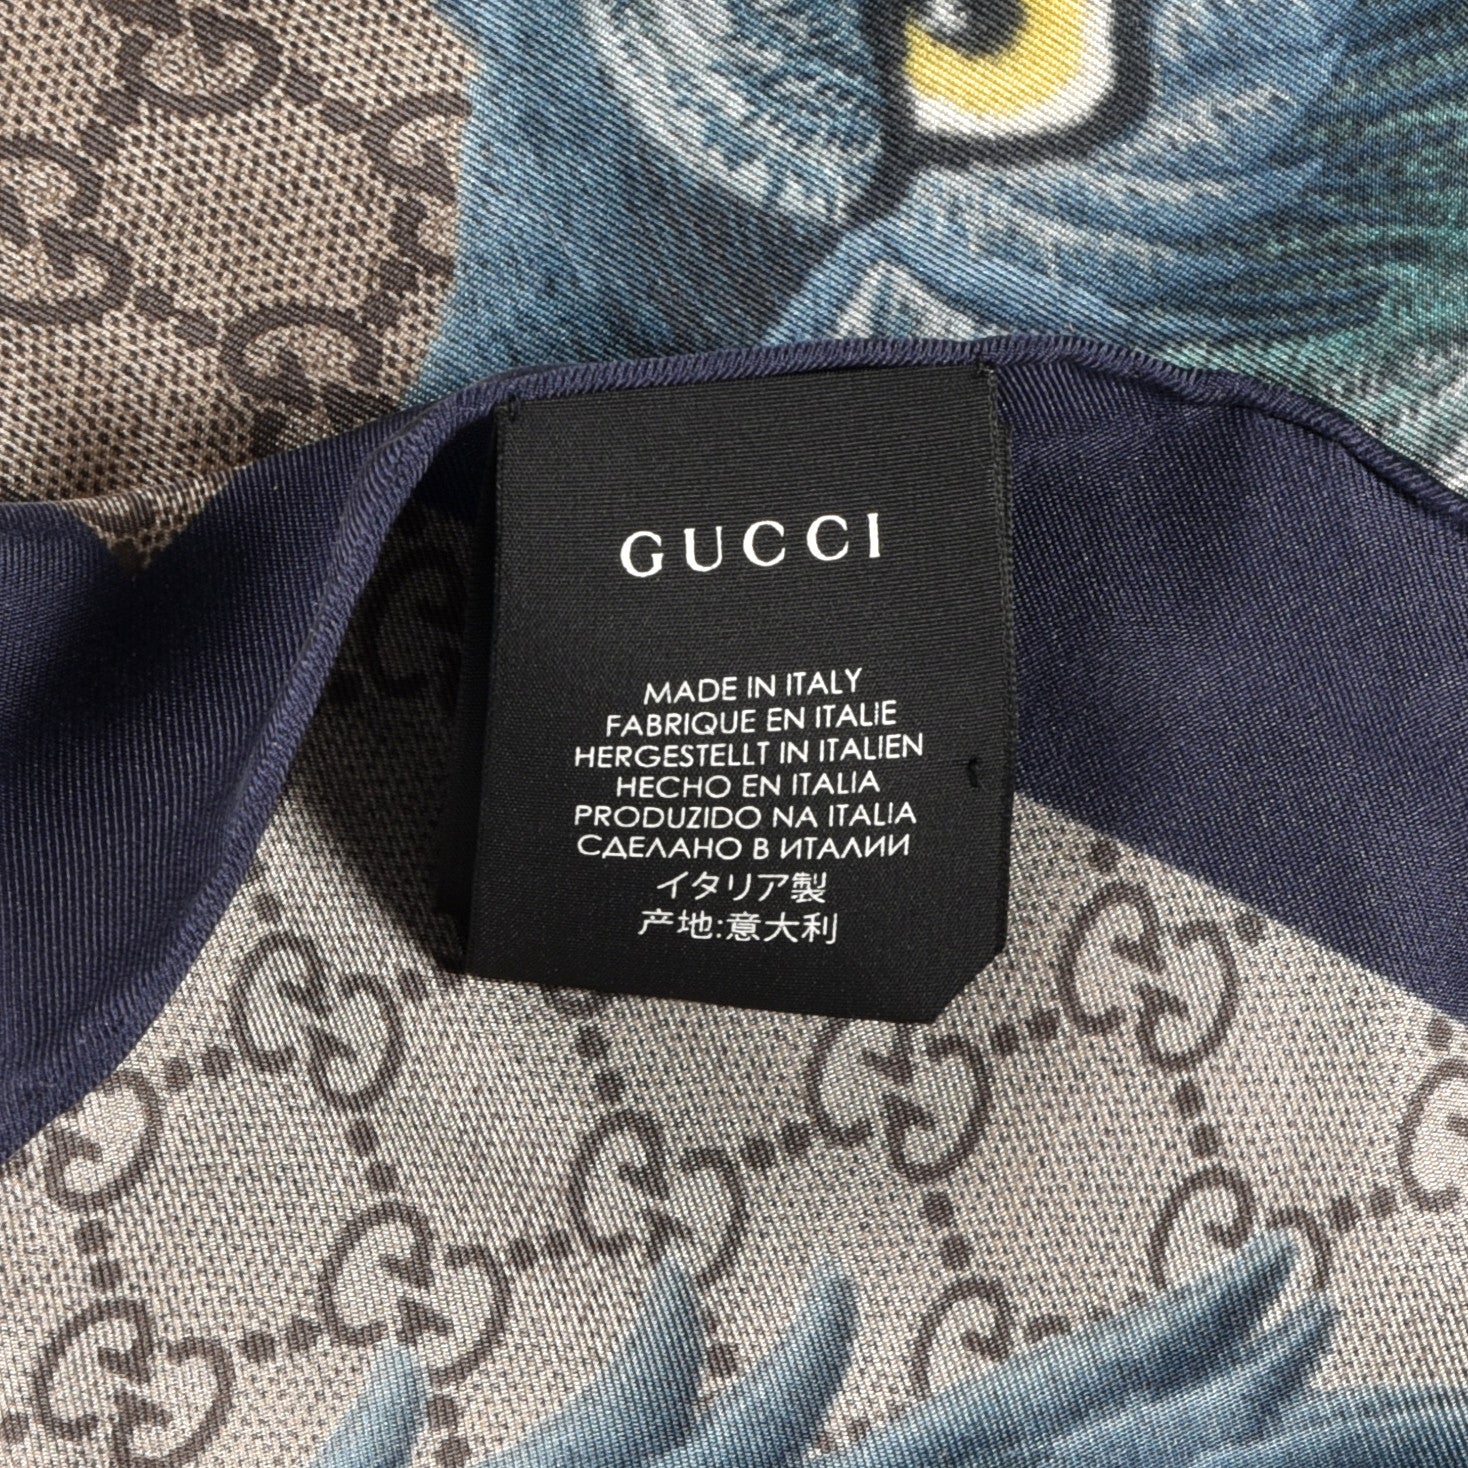 GUCCI
MADE IN ITALY
FABRIQUE EN ITALIE
HERGESTELLT IN ITALIEN
HECHO EN ITALIA
PRODUZIDO NA ITALIA
СДЕЛАНО В ИТАЛИИ
イタリア製
产地:意大利